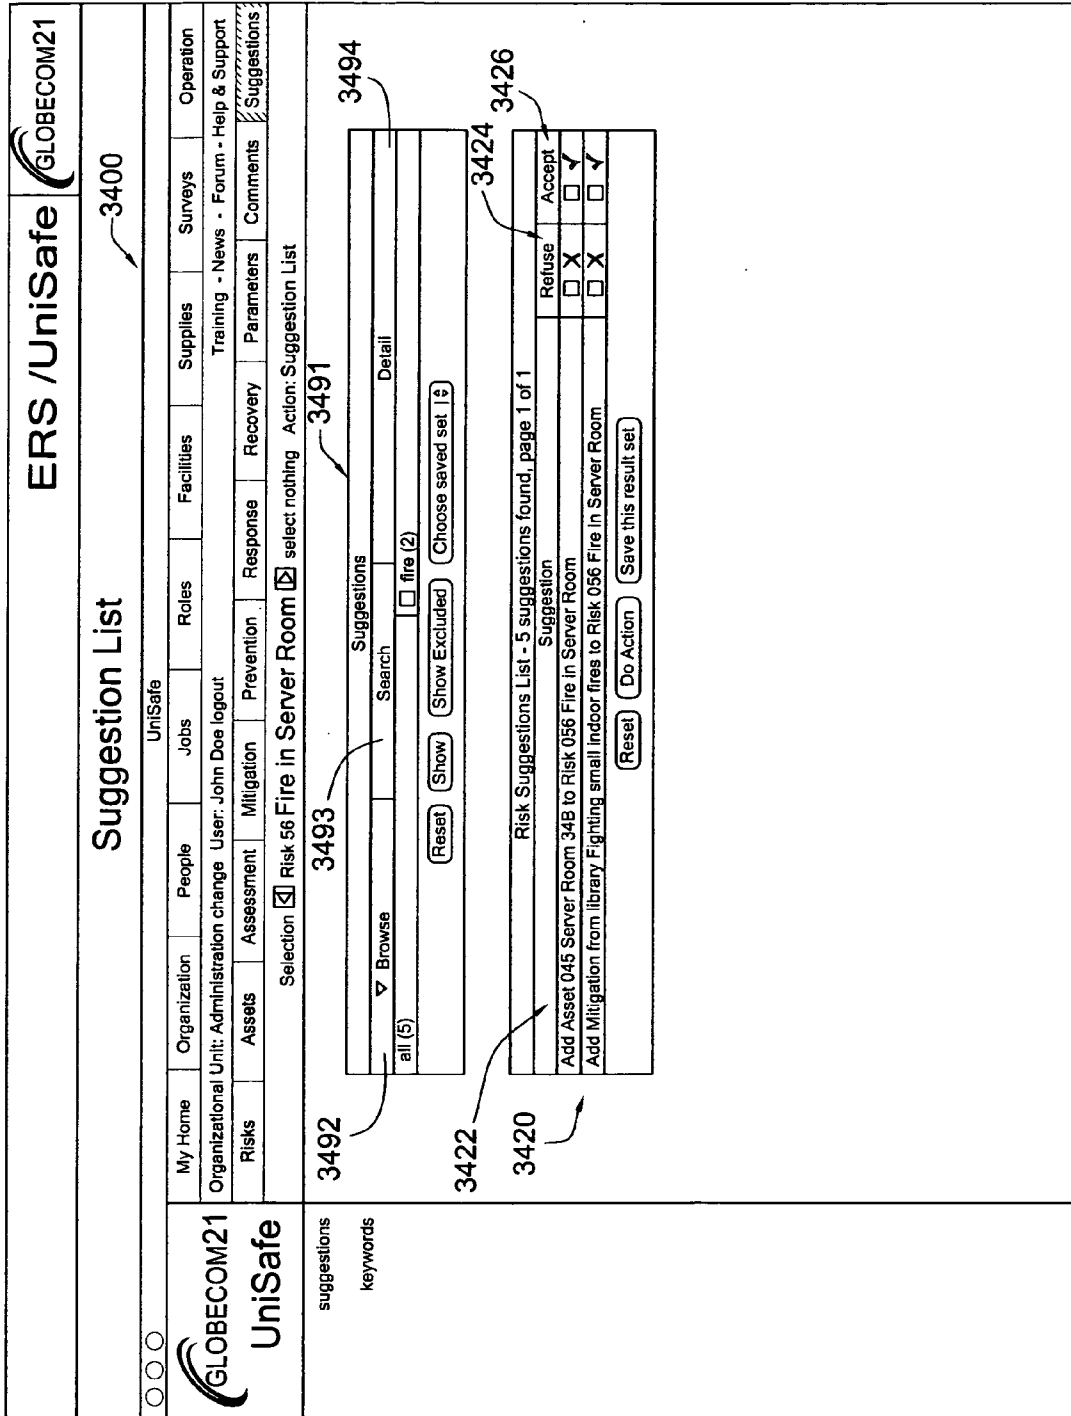 ERS /UniSafe GLOBECOM21
Suggestion List
3400
UniSafe
GLOBECOM21
UniSafe
My Home Organization People Jobs Roles Facilities Supplies Surveys Operation
Organizational Unit: Administration change User: John Doe logout Training - News - Forum - Help & Support
Risks Assets Assessment Mitigation Prevention Response Recovery Parameters Comments Suggestions
Selection Risk 56 Fire in Server Room select nothing Action: Suggestion List
suggestions
keywords
3492 3493 3491 3494
Suggestions
Browse Search Detail
all (5) fire (2)
Reset Show Show Excluded Choose saved set
3422 3420 3424 3426
Risk Suggestions List - 5 suggestions found, page 1 of 1
Suggestion Refuse Accept
Add Asset 045 Server Room 34B to Risk 056 Fire in Server Room X
Add Mitigation from library Fighting small indoor fires to Risk 056 Fire In Server Room X
Reset Do Action Save this result set